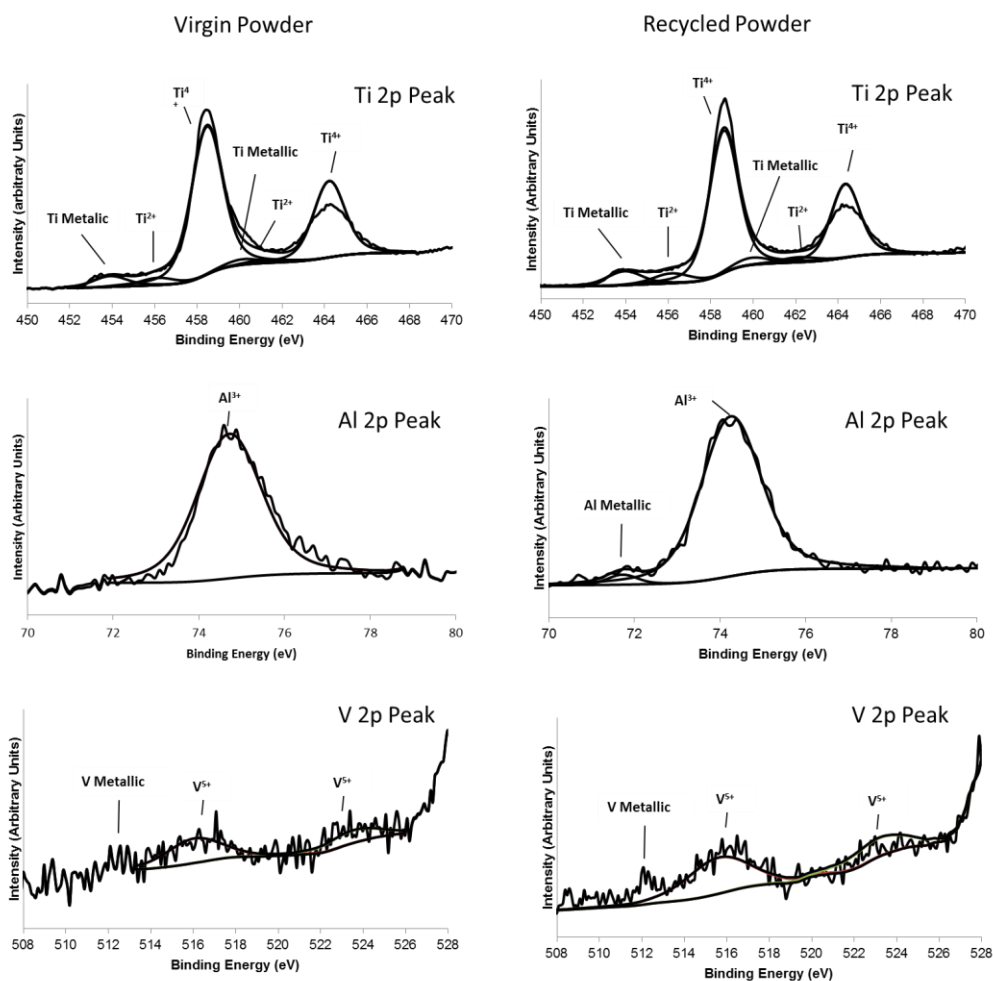 Virgin Powder
Recycled Powder
Ti 2p Peak
Ti⁴
+
Ti⁴⁺
Ti Metallic
Ti Metalic
Ti²⁺
Ti²⁺
Intensity (arbitraty Units)
450 452 454 456 458 460 462 464 466 468 470
Binding Energy (eV)
Ti 2p Peak
Ti⁴⁺
Ti⁴⁺
Ti Metallic
Ti Metallic
Ti²⁺
Ti²⁺
Intensity (Arbitrary Units)
450 452 454 456 458 460 462 464 466 468 470
Binding Energy (eV)
Al 2p Peak
Al³⁺
Intensity (Arbitrary Units)
70 72 74 76 78 80
Binding Energy (eV)
Al 2p Peak
Al³⁺
Al Metallic
Intensity (Arbitrary Units)
70 72 74 76 78 80
Binding Energy (eV)
V 2p Peak
V Metallic
V⁵⁺
V⁵⁺
Intensity (Arbitrary Units)
508 510 512 514 516 518 520 522 524 526 528
Binding Energy (eV)
V 2p Peak
V Metallic
V⁵⁺
V⁵⁺
Intensity (Arbitrary Units)
508 510 512 514 516 518 520 522 524 526 528
Binding Energy (eV)